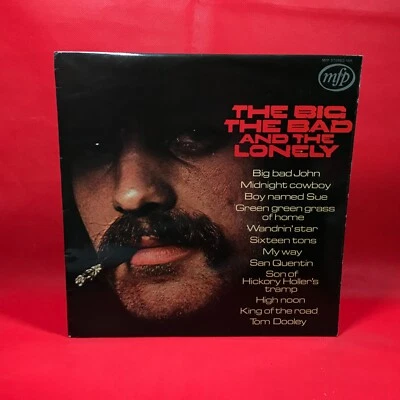 mfp
THE BIG
THE BAD
AND THE
LONELY
Big bad John
Midnight cowboy
Boy named Sue
Green green grass
of home
Wandrin' star
Sixteen tons
My way
San Quentin
Son of
Hickory Holler's
tramp
High noon
King of the road
Tom Dooley